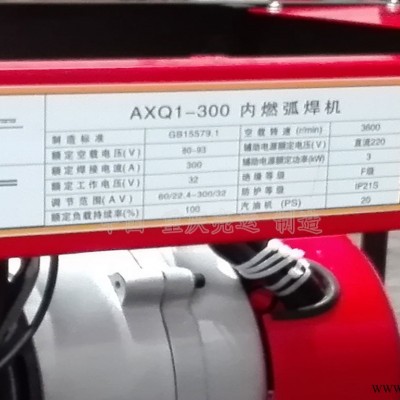 AXQ1-300 内燃弧焊机
制造标准 GB15579.1 空载转速 (r/min) 3600
额定空载电压(V) 80-93 辅助电源额定电压(V) 直流220
额定焊接电流(A) 300 辅助电源额定功率(kW) 3
额定工作电压(V) 32 绝缘等级 F级
调节范围(AV) 60/22.4-300/32 防护等级 IP21S
额定负载持续率(%) 100 汽油机 (PS) 20
制造
www.